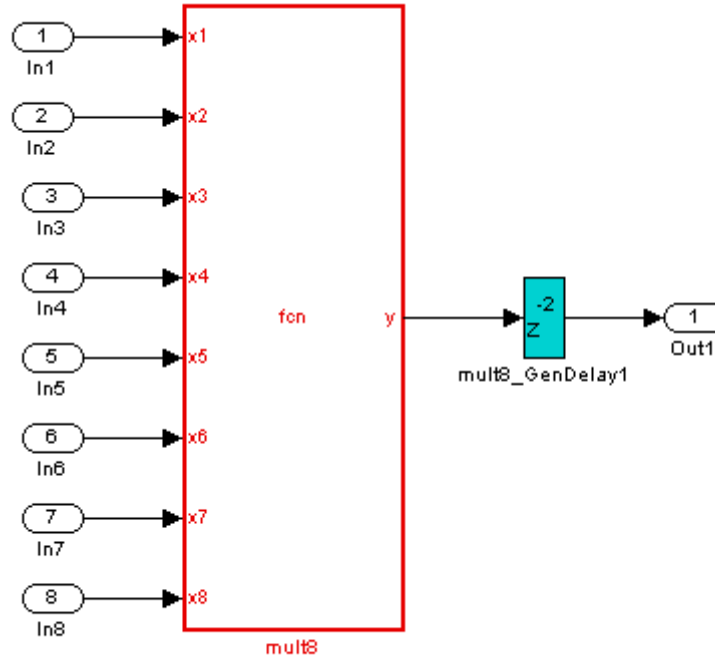 1
x1
In1
2
x2
In2
3
x3
In3
4
x4
In4
fcn
y
-2
Z
1
mult8_GenDelay1
Out1
5
x5
In5
6
x6
In6
7
x7
In7
8
x8
In8
mult8